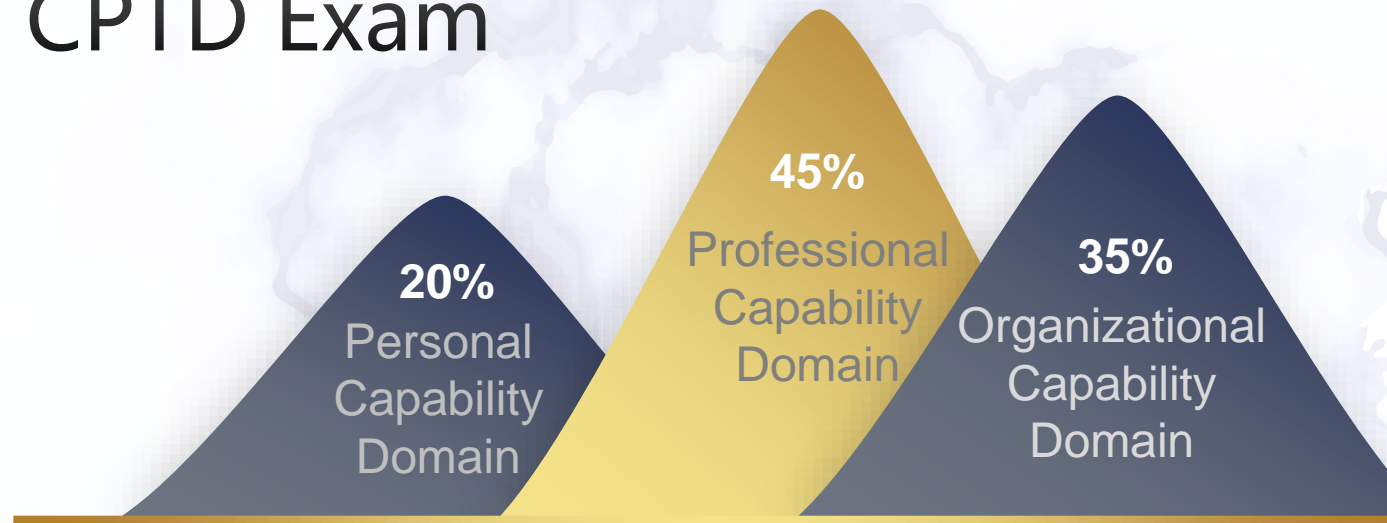 CPTD Exam
20%
Personal
Capability
Domain
45%
Professional
Capability
Domain
35%
Organizational
Capability
Domain